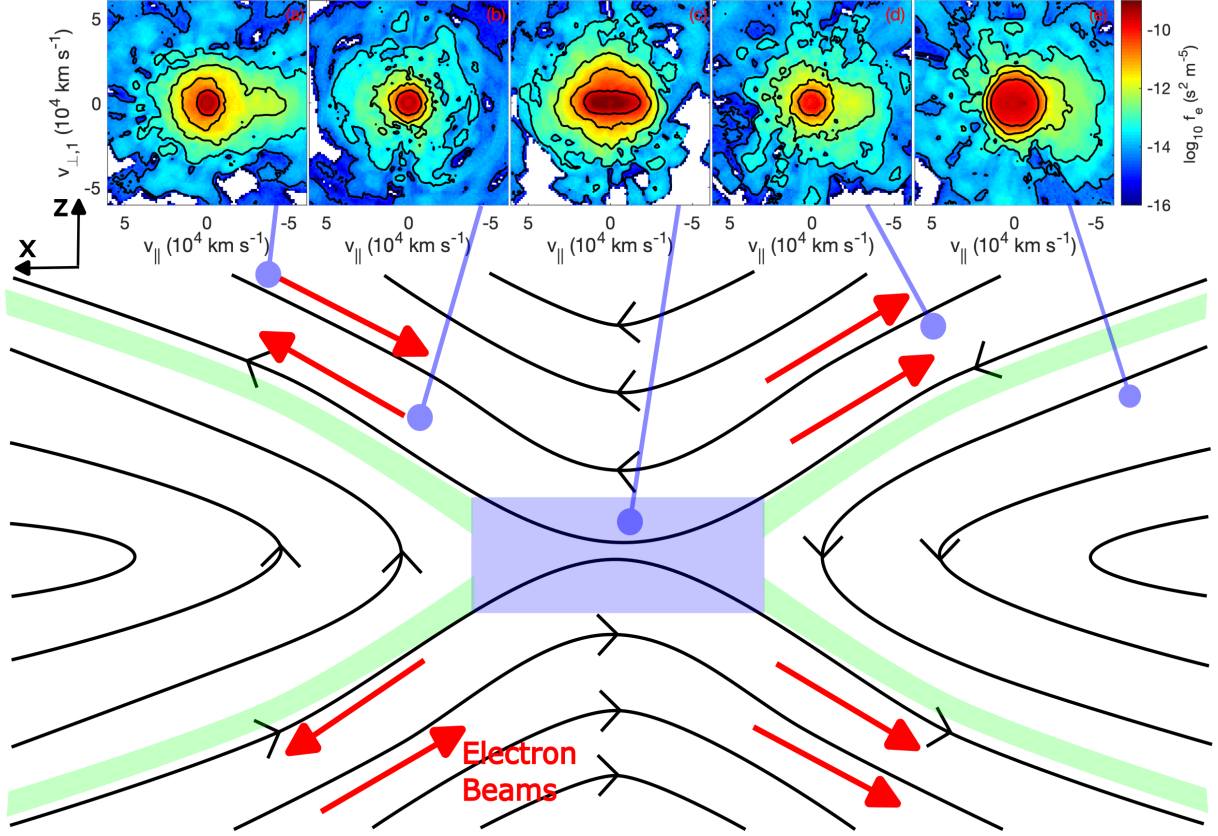 (a) (b) (c) (d) (e)
v⊥,1 (10⁴ km s⁻¹)
5
0
-5
5 0 -5 5 0 -5 5 0 -5 5 0 -5 5 0 -5
v|| (10⁴ km s⁻¹) v|| (10⁴ km s⁻¹) v|| (10⁴ km s⁻¹) v|| (10⁴ km s⁻¹) v|| (10⁴ km s⁻¹)
-10
-12
-14
-16
log₁₀ fₑ (s² m⁻⁵)
Z
X
Electron
Beams